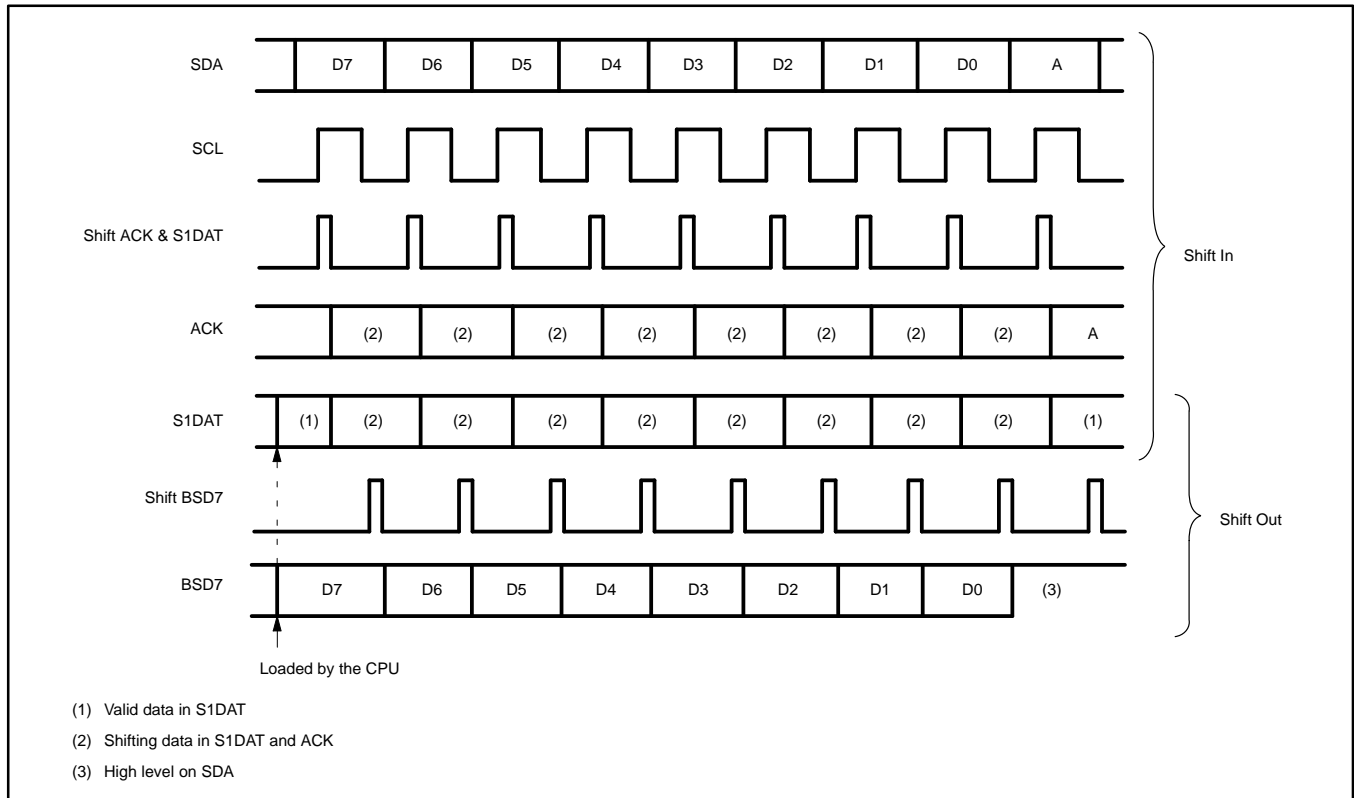 SDA D7 D6 D5 D4 D3 D2 D1 D0 A
SCL
Shift ACK & S1DAT
Shift In
ACK (2) (2) (2) (2) (2) (2) (2) (2) A
S1DAT (1) (2) (2) (2) (2) (2) (2) (2) (2) (1)
Shift BSD7
Shift Out
BSD7 D7 D6 D5 D4 D3 D2 D1 D0 (3)
Loaded by the CPU
(1) Valid data in S1DAT
(2) Shifting data in S1DAT and ACK
(3) High level on SDA